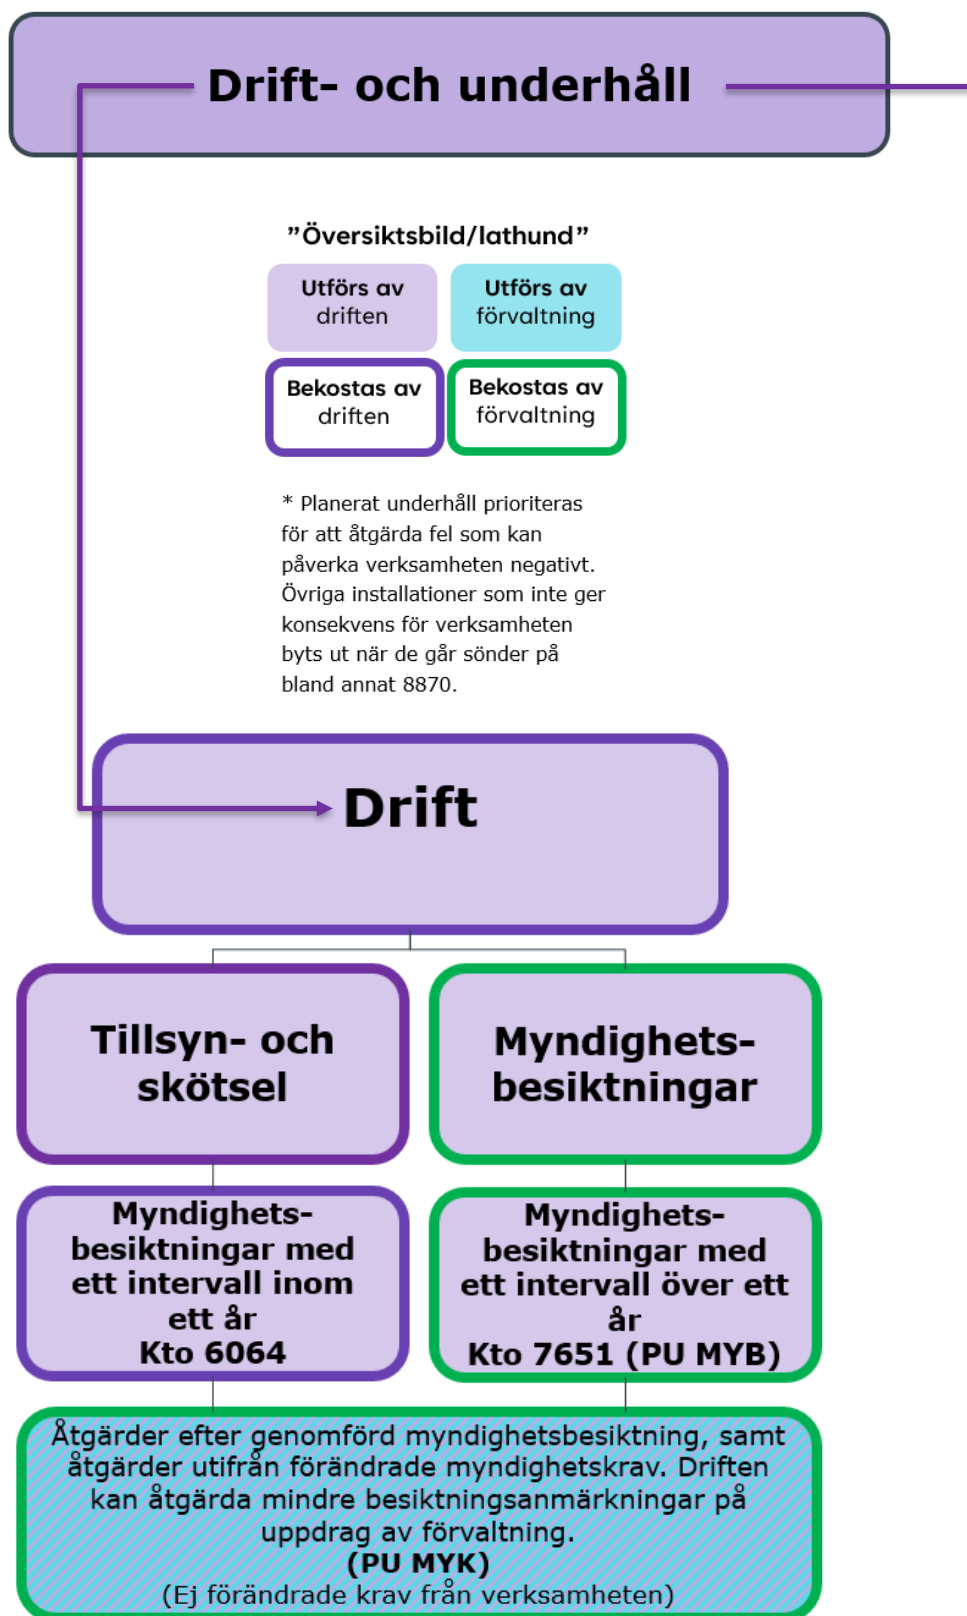 Drift- och underhåll
”Översiktsbild/lathund”
Utförs av
driften
Utförs av
förvaltning
Bekostas av
driften
Bekostas av
förvaltning
* Planerat underhåll prioriteras
för att åtgärda fel som kan
påverka verksamheten negativt.
Övriga installationer som inte ger
konsekvens för verksamheten
byts ut när de går sönder på
bland annat 8870.
Drift
Tillsyn- och
skötsel
Myndighets-
besiktningar
Myndighets-
besiktningar med
ett intervall inom
ett år
Kto 6064
Myndighets-
besiktningar med
ett intervall över ett
år
Kto 7651 (PU MYB)
Åtgärder efter genomförd myndighetsbesiktning, samt
åtgärder utifrån förändrade myndighetskrav. Driften
kan åtgärda mindre besiktningsanmärkningar på
uppdrag av förvaltning.
(PU MYK)
(Ej förändrade krav från verksamheten)